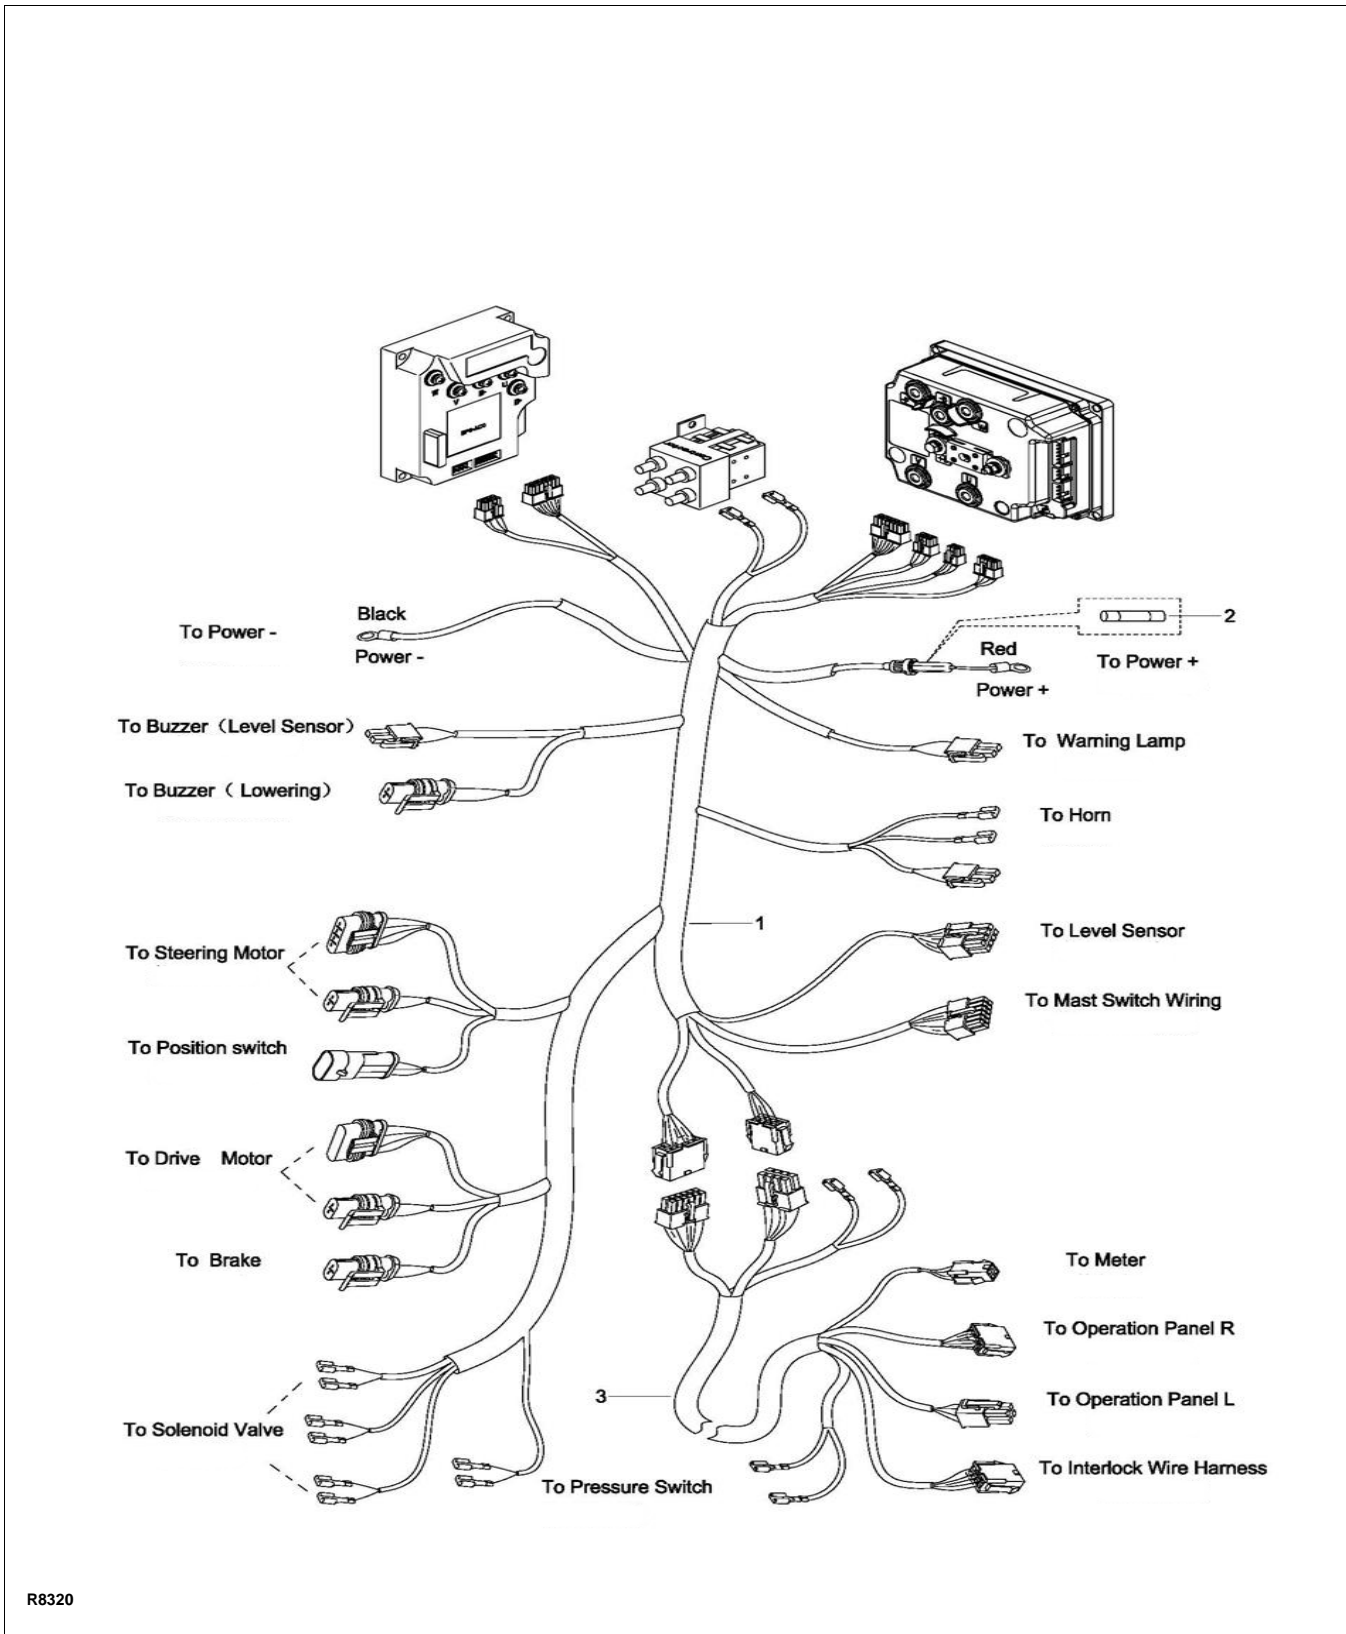 Black
To Power -
Power -
2
Red
To Power +
Power +
To Buzzer（Level Sensor）
To Warning Lamp
To Buzzer（ Lowering）
To Horn
1
To Level Sensor
To Steering Motor
To Mast Switch Wiring
To Position switch
To Drive Motor
To Brake
To Meter
To Operation Panel R
3
To Operation Panel L
To Solenoid Valve
To Interlock Wire Harness
To Pressure Switch
R8320